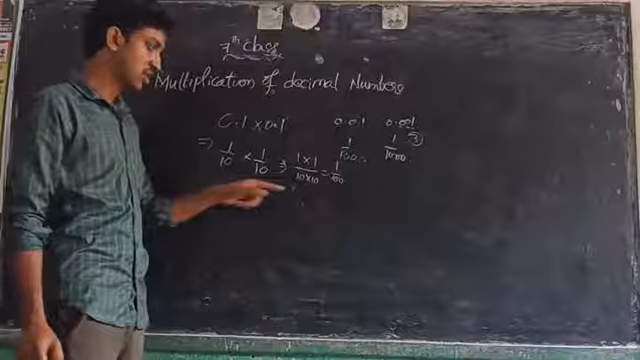 7th class
Multiplication of decimal Numbers
0.1 × 0.1
0.01 0.001 ③
⇒ 1/10 × 1/10 ⇒ 1×1/10×10 = 1/100
1/100 1/1000